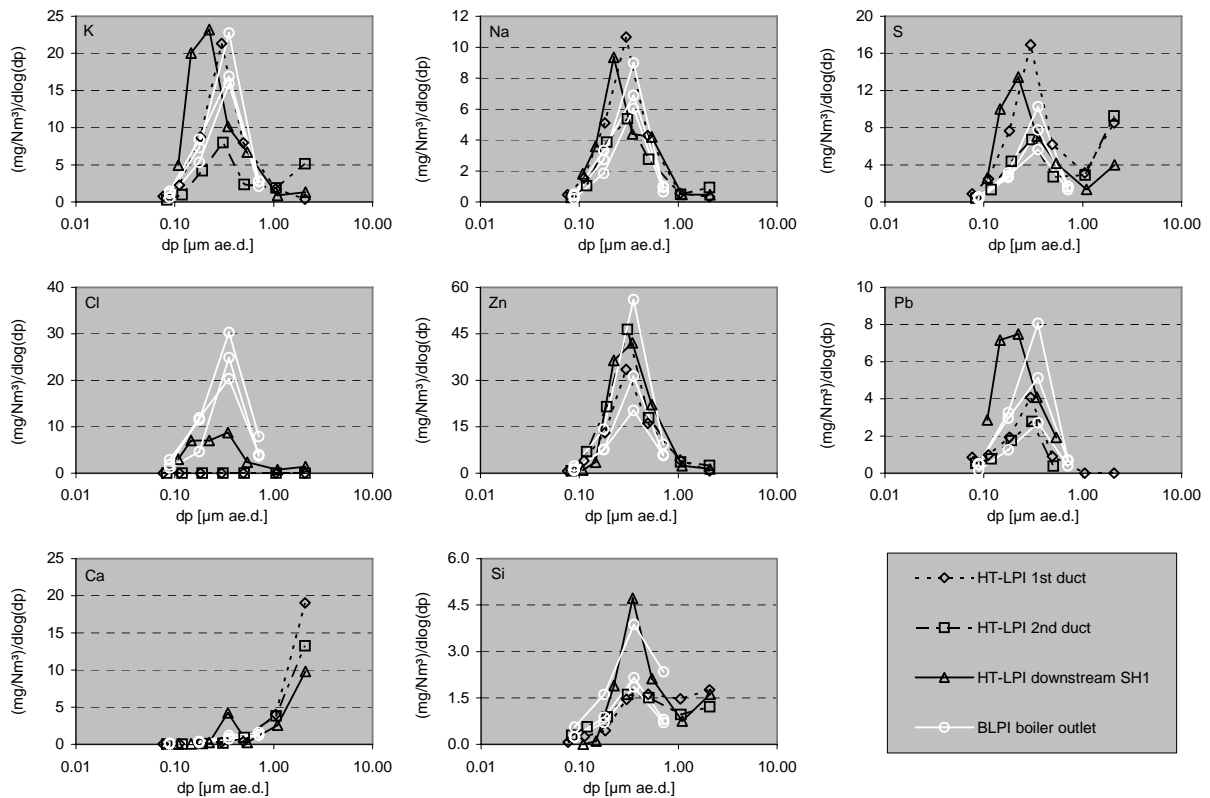 K
(mg/Nm³)/dlog(dp)
25
20
15
10
5
0
0.01 0.10 1.00 10.00
dp [µm ae.d.]
Na
(mg/Nm³)/dlog(dp)
12
10
8
6
4
2
0
0.01 0.10 1.00 10.00
dp [µm ae.d.]
S
(mg/Nm³)/dlog(dp)
20
16
12
8
4
0
0.01 0.10 1.00 10.00
dp [µm ae.d.]
Cl
(mg/Nm³)/dlog(dp)
40
30
20
10
0
0.01 0.10 1.00 10.00
dp [µm ae.d.]
Zn
(mg/Nm³)/dlog(dp)
60
45
30
15
0
0.01 0.10 1.00 10.00
dp [µm ae.d.]
Pb
(mg/Nm³)/dlog(dp)
10
8
6
4
2
0
0.01 0.10 1.00 10.00
dp [µm ae.d.]
Ca
(mg/Nm³)/dlog(dp)
25
20
15
10
5
0
0.01 0.10 1.00 10.00
dp [µm ae.d.]
Si
(mg/Nm³)/dlog(dp)
6.0
4.5
3.0
1.5
0.0
0.01 0.10 1.00 10.00
dp [µm ae.d.]
HT-LPI 1st duct
HT-LPI 2nd duct
HT-LPI downstream SH1
BLPI boiler outlet